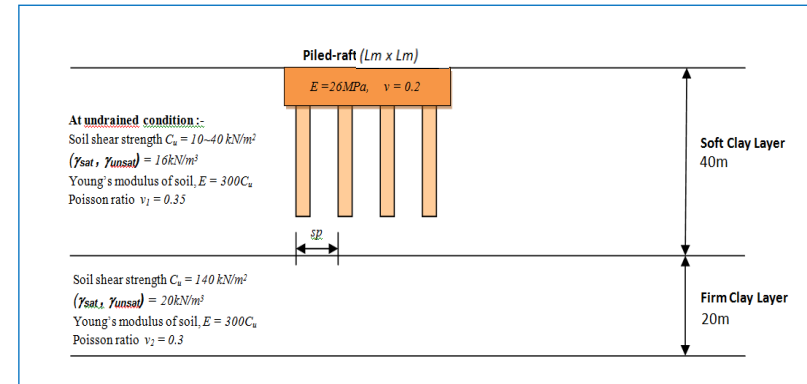 Piled-raft (Lm x Lm)
E =26MPa, v = 0.2
At undrained condition :-
Soil shear strength Cᵤ = 10~40 kN/m²
(γsat , γunsat) = 16kN/m³
Young's modulus of soil, E = 300Cᵤ
Poisson ratio v₁ = 0.35
Soft Clay Layer
40m
sp
Soil shear strength Cᵤ = 140 kN/m²
(γsat , γunsat) = 20kN/m³
Young's modulus of soil, E = 300Cᵤ
Poisson ratio v₂ = 0.3
Firm Clay Layer
20m